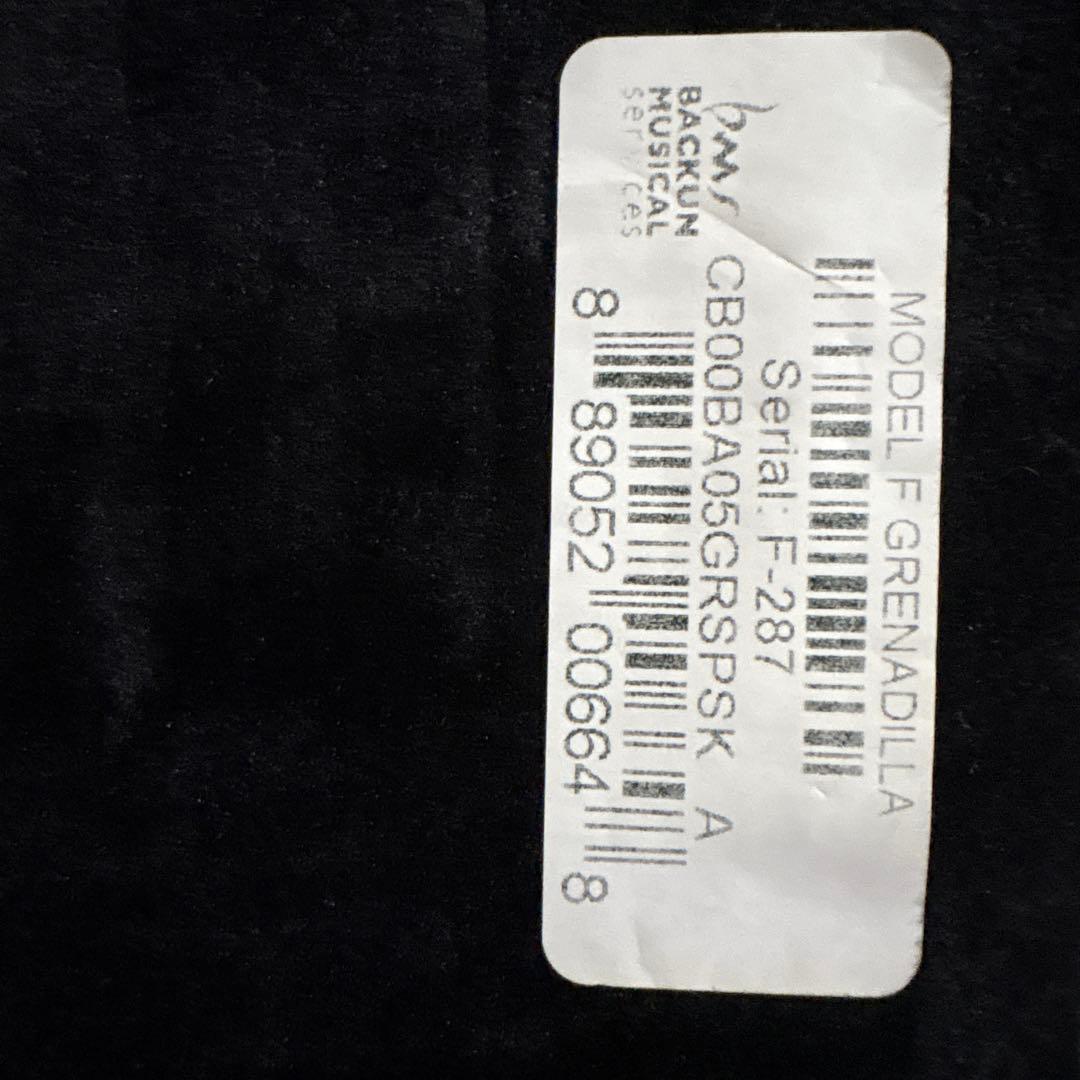 MODEL F GRENADILLA
Serial: F-287
bms
BACKUN
MUSICAL
services
CB00BA05GRSPSK A
8 89052 00664 8